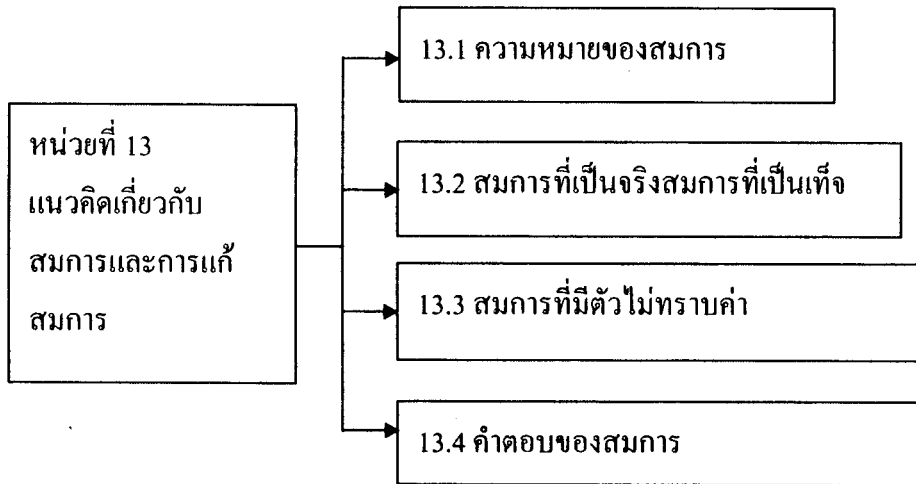 หน่วยที่ 13
แนวคิดเกี่ยวกับ
สมการและการแก้
สมการ
13.1 ความหมายของสมการ
13.2 สมการที่เป็นจริงสมการที่เป็นเท็จ
13.3 สมการที่มีตัวไม่ทราบค่า
13.4 คำตอบของสมการ